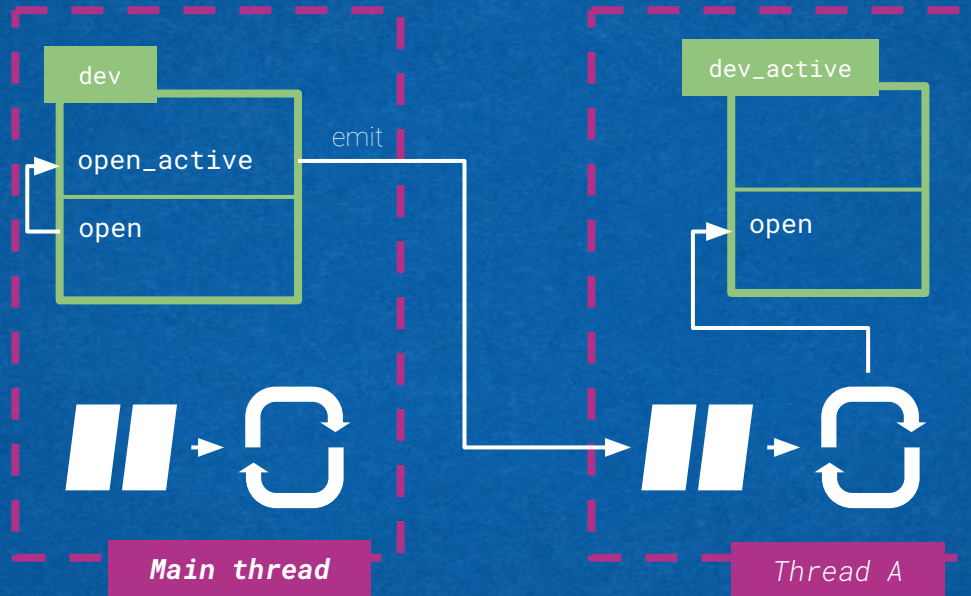 dev
open_active
open
emit
Main thread
dev_active
open
Thread A